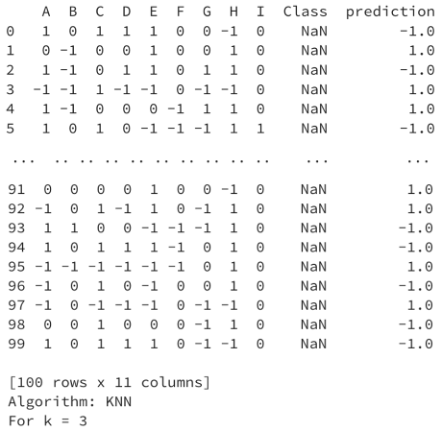 A  B  C  D  E  F  G  H  I  Class  prediction
0   1  0  1  1  1  0  0 -1  0    NaN        -1.0
1   0 -1  0  0  1  0  0  1  0    NaN         1.0
2   1 -1  0  1  1  0  1  1  0    NaN        -1.0
3  -1 -1  1 -1 -1  0 -1 -1  0    NaN         1.0
4   1 -1  0  0  0 -1  1  1  0    NaN         1.0
5   1  0  1  0 -1 -1 -1  1  1    NaN        -1.0
... .. .. .. .. .. .. .. .. ..    ...         ...
91  0  0  0  0  1  0  0 -1  0    NaN         1.0
92 -1  0  1 -1  1  0 -1  1  0    NaN         1.0
93  1  1  0  0 -1 -1 -1  1  0    NaN        -1.0
94  1  0  1  1  1 -1  0  1  0    NaN        -1.0
95 -1 -1 -1 -1 -1 -1  0  1  0    NaN         1.0
96 -1  0  1  0 -1  0  0  1  0    NaN        -1.0
97 -1  0 -1 -1 -1  0 -1 -1  0    NaN         1.0
98  0  0  1  0  0  0 -1  1  0    NaN        -1.0
99  1  0  1  1  1  0 -1 -1  0    NaN        -1.0
[100 rows x 11 columns]
Algorithm: KNN
For k = 3